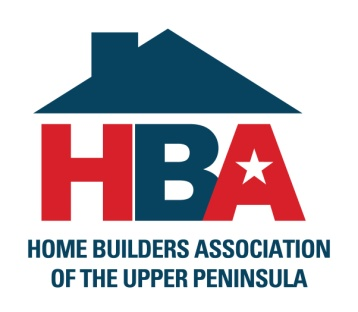 HBA
HOME BUILDERS ASSOCIATION
OF THE UPPER PENINSULA